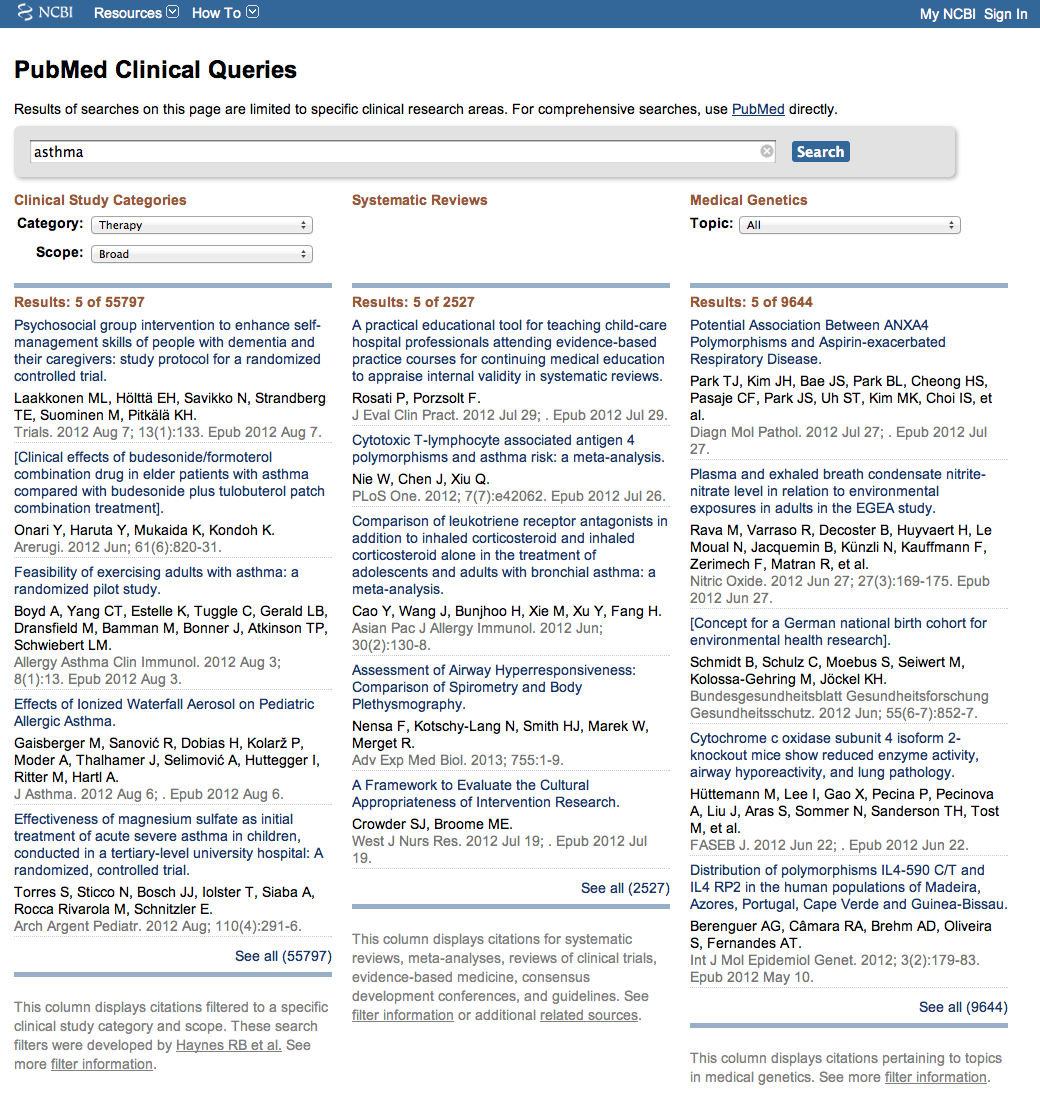 NCBI Resources How To My NCBI Sign In
PubMed Clinical Queries
Results of searches on this page are limited to specific clinical research areas. For comprehensive searches, use PubMed directly.
asthma Search
Clinical Study Categories
Category: Therapy
Scope: Broad
Systematic Reviews
Medical Genetics
Topic: All
Results: 5 of 55797
Psychosocial group intervention to enhance self-
management skills of people with dementia and
their caregivers: study protocol for a randomized
controlled trial.
Laakkonen ML, Hölttä EH, Savikko N, Strandberg
TE, Suominen M, Pitkälä KH.
Trials. 2012 Aug 7; 13(1):133. Epub 2012 Aug 7.
[Clinical effects of budesonide/formoterol
combination drug in elder patients with asthma
compared with budesonide plus tulobuterol patch
combination treatment].
Onari Y, Haruta Y, Mukaida K, Kondoh K.
Arerugi. 2012 Jun; 61(6):820-31.
Feasibility of exercising adults with asthma: a
randomized pilot study.
Boyd A, Yang CT, Estelle K, Tuggle C, Gerald LB,
Dransfield M, Bamman M, Bonner J, Atkinson TP,
Schwiebert LM.
Allergy Asthma Clin Immunol. 2012 Aug 3;
8(1):13. Epub 2012 Aug 3.
Effects of Ionized Waterfall Aerosol on Pediatric
Allergic Asthma.
Gaisberger M, Sanović R, Dobias H, Kolarž P,
Moder A, Thalhamer J, Selimović A, Huttegger I,
Ritter M, Hartl A.
J Asthma. 2012 Aug 6; . Epub 2012 Aug 6.
Effectiveness of magnesium sulfate as initial
treatment of acute severe asthma in children,
conducted in a tertiary-level university hospital: A
randomized, controlled trial.
Torres S, Sticco N, Bosch JJ, Iolster T, Siaba A,
Rocca Rivarola M, Schnitzler E.
Arch Argent Pediatr. 2012 Aug; 110(4):291-6.
See all (55797)
This column displays citations filtered to a specific
clinical study category and scope. These search
filters were developed by Haynes RB et al. See
more filter information.
Results: 5 of 2527
A practical educational tool for teaching child-care
hospital professionals attending evidence-based
practice courses for continuing medical education
to appraise internal validity in systematic reviews.
Rosati P, Porzsolt F.
J Eval Clin Pract. 2012 Jul 29; . Epub 2012 Jul 29.
Cytotoxic T-lymphocyte associated antigen 4
polymorphisms and asthma risk: a meta-analysis.
Nie W, Chen J, Xiu Q.
PLoS One. 2012; 7(7):e42062. Epub 2012 Jul 26.
Comparison of leukotriene receptor antagonists in
addition to inhaled corticosteroid and inhaled
corticosteroid alone in the treatment of
adolescents and adults with bronchial asthma: a
meta-analysis.
Cao Y, Wang J, Bunjhoo H, Xie M, Xu Y, Fang H.
Asian Pac J Allergy Immunol. 2012 Jun;
30(2):130-8.
Assessment of Airway Hyperresponsiveness:
Comparison of Spirometry and Body
Plethysmography.
Nensa F, Kotschy-Lang N, Smith HJ, Marek W,
Merget R.
Adv Exp Med Biol. 2013; 755:1-9.
A Framework to Evaluate the Cultural
Appropriateness of Intervention Research.
Crowder SJ, Broome ME.
West J Nurs Res. 2012 Jul 19; . Epub 2012 Jul
19.
See all (2527)
This column displays citations for systematic
reviews, meta-analyses, reviews of clinical trials,
evidence-based medicine, consensus
development conferences, and guidelines. See
filter information or additional related sources.
Results: 5 of 9644
Potential Association Between ANXA4
Polymorphisms and Aspirin-exacerbated
Respiratory Disease.
Park TJ, Kim JH, Bae JS, Park BL, Cheong HS,
Pasaje CF, Park JS, Uh ST, Kim MK, Choi IS, et
al.
Diagn Mol Pathol. 2012 Jul 27; . Epub 2012 Jul
27.
Plasma and exhaled breath condensate nitrite-
nitrate level in relation to environmental
exposures in adults in the EGEA study.
Rava M, Varraso R, Decoster B, Huyvaert H, Le
Moual N, Jacquemin B, Künzli N, Kauffmann F,
Zerimech F, Matran R, et al.
Nitric Oxide. 2012 Jun 27; 27(3):169-175. Epub
2012 Jun 27.
[Concept for a German national birth cohort for
environmental health research].
Schmidt B, Schulz C, Moebus S, Seiwert M,
Kolossa-Gehring M, Jöckel KH.
Bundesgesundheitsblatt Gesundheitsforschung
Gesundheitsschutz. 2012 Jun; 55(6-7):852-7.
Cytochrome c oxidase subunit 4 isoform 2-
knockout mice show reduced enzyme activity,
airway hyporeactivity, and lung pathology.
Hüttemann M, Lee I, Gao X, Pecina P, Pecinova
A, Liu J, Aras S, Sommer N, Sanderson TH, Tost
M, et al.
FASEB J. 2012 Jun 22; . Epub 2012 Jun 22.
Distribution of polymorphisms IL4-590 C/T and
IL4 RP2 in the human populations of Madeira,
Azores, Portugal, Cape Verde and Guinea-Bissau.
Berenguer AG, Câmara RA, Brehm AD, Oliveira
S, Fernandes AT.
Int J Mol Epidemiol Genet. 2012; 3(2):179-83.
Epub 2012 May 10.
See all (9644)
This column displays citations pertaining to topics
in medical genetics. See more filter information.